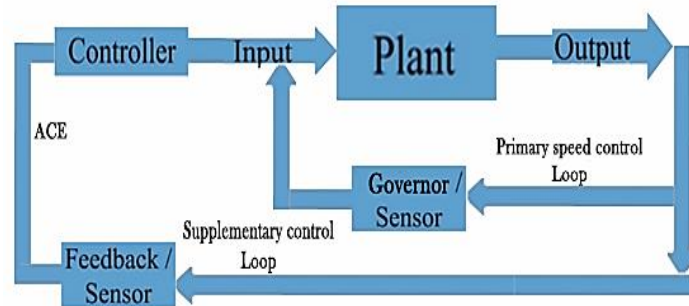 Controller
Input
Plant
Output
ACE
Primary speed control
Loop
Governor /
Sensor
Supplementary control
Loop
Feedback /
Sensor